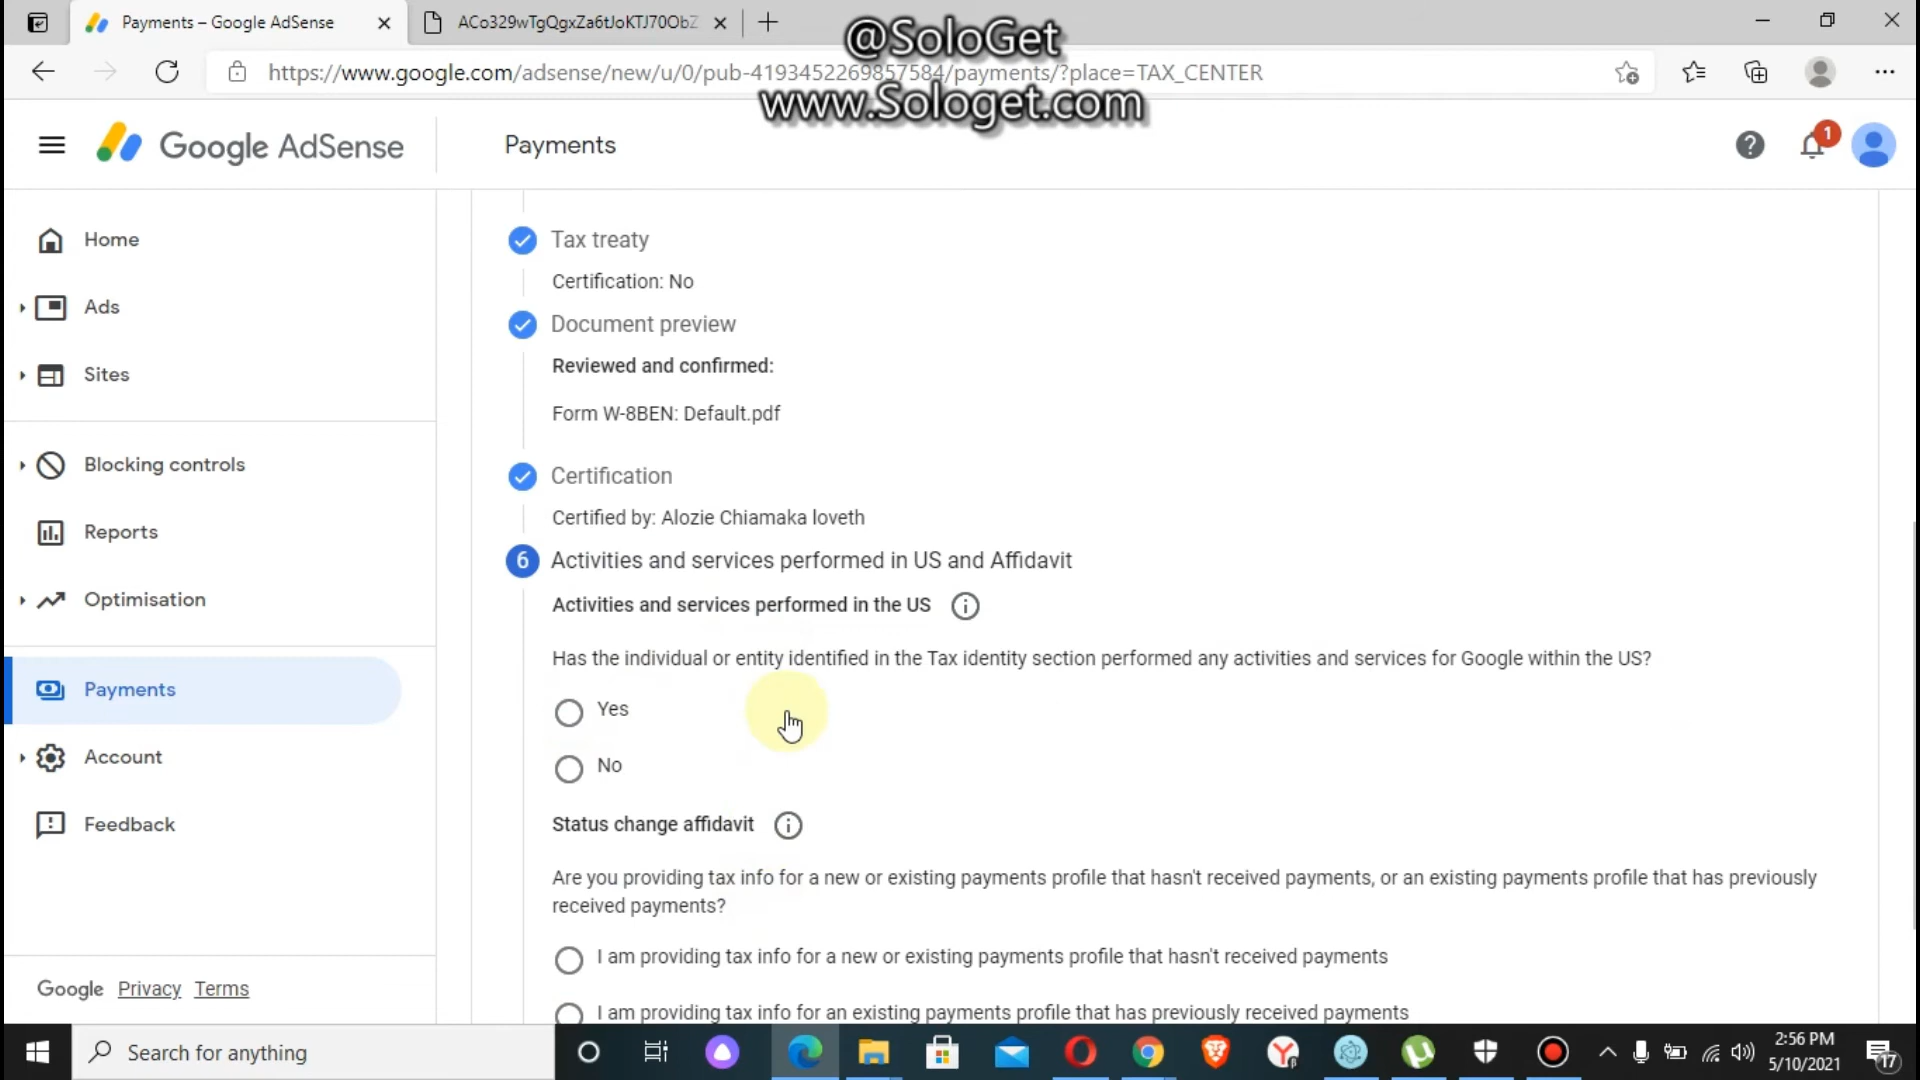 Payments – Google AdSense
ACo329wTgQgxZa6tJoKTJ70ObZ
@SoloGet
https://www.google.com/adsense/new/u/0/pub-4193452269857584/payments/?place=TAX_CENTER
www.Sologet.com
Google AdSense
Payments
1
Home
Ads
Sites
Blocking controls
Reports
Optimisation
Payments
Account
Feedback
Google Privacy Terms
Tax treaty
Certification: No
Document preview
Reviewed and confirmed:
Form W-8BEN: Default.pdf
Certification
Certified by: Alozie Chiamaka loveth
6 Activities and services performed in US and Affidavit
Activities and services performed in the US
Has the individual or entity identified in the Tax identity section performed any activities and services for Google within the US?
Yes
No
Status change affidavit
Are you providing tax info for a new or existing payments profile that hasn't received payments, or an existing payments profile that has previously
received payments?
I am providing tax info for a new or existing payments profile that hasn't received payments
I am providing tax info for an existing payments profile that has previously received payments
Search for anything
2:56 PM
5/10/2021
17